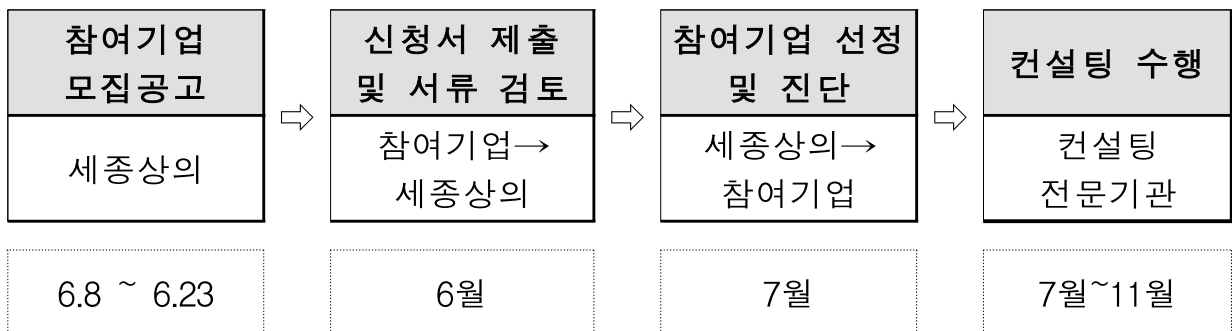 참여기업
모집공고
세종상의
6.8 ~ 6.23
⇨
신청서 제출
및 서류 검토
참여기업→
세종상의
6월
⇨
참여기업 선정
및 진단
세종상의→
참여기업
7월
⇨
컨설팅 수행
컨설팅
전문기관
7월~11월